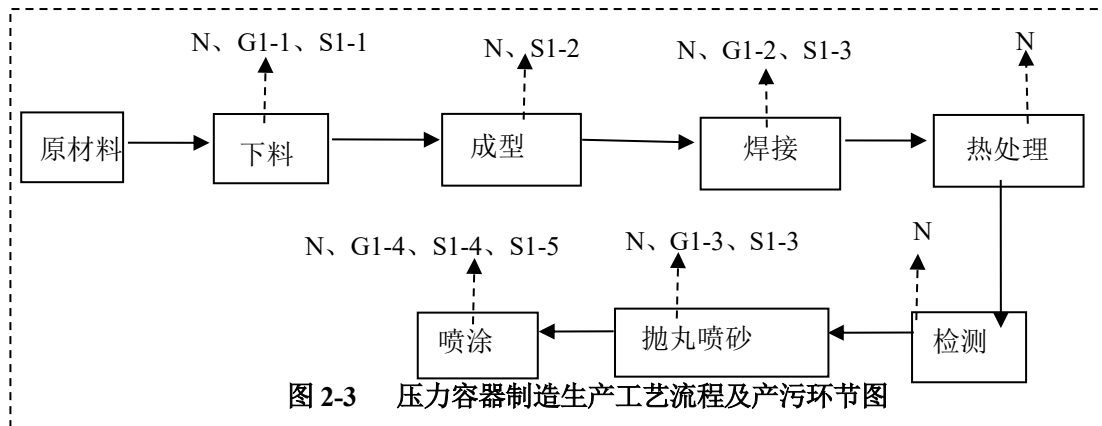 N、G1-1、S1-1
N、S1-2
N、G1-2、S1-3
N
原材料
下料
成型
焊接
热处理
N、G1-4、S1-4、S1-5
N、G1-3、S1-3
N
喷涂
抛丸喷砂
检测
图 2-3 压力容器制造生产工艺流程及产污环节图